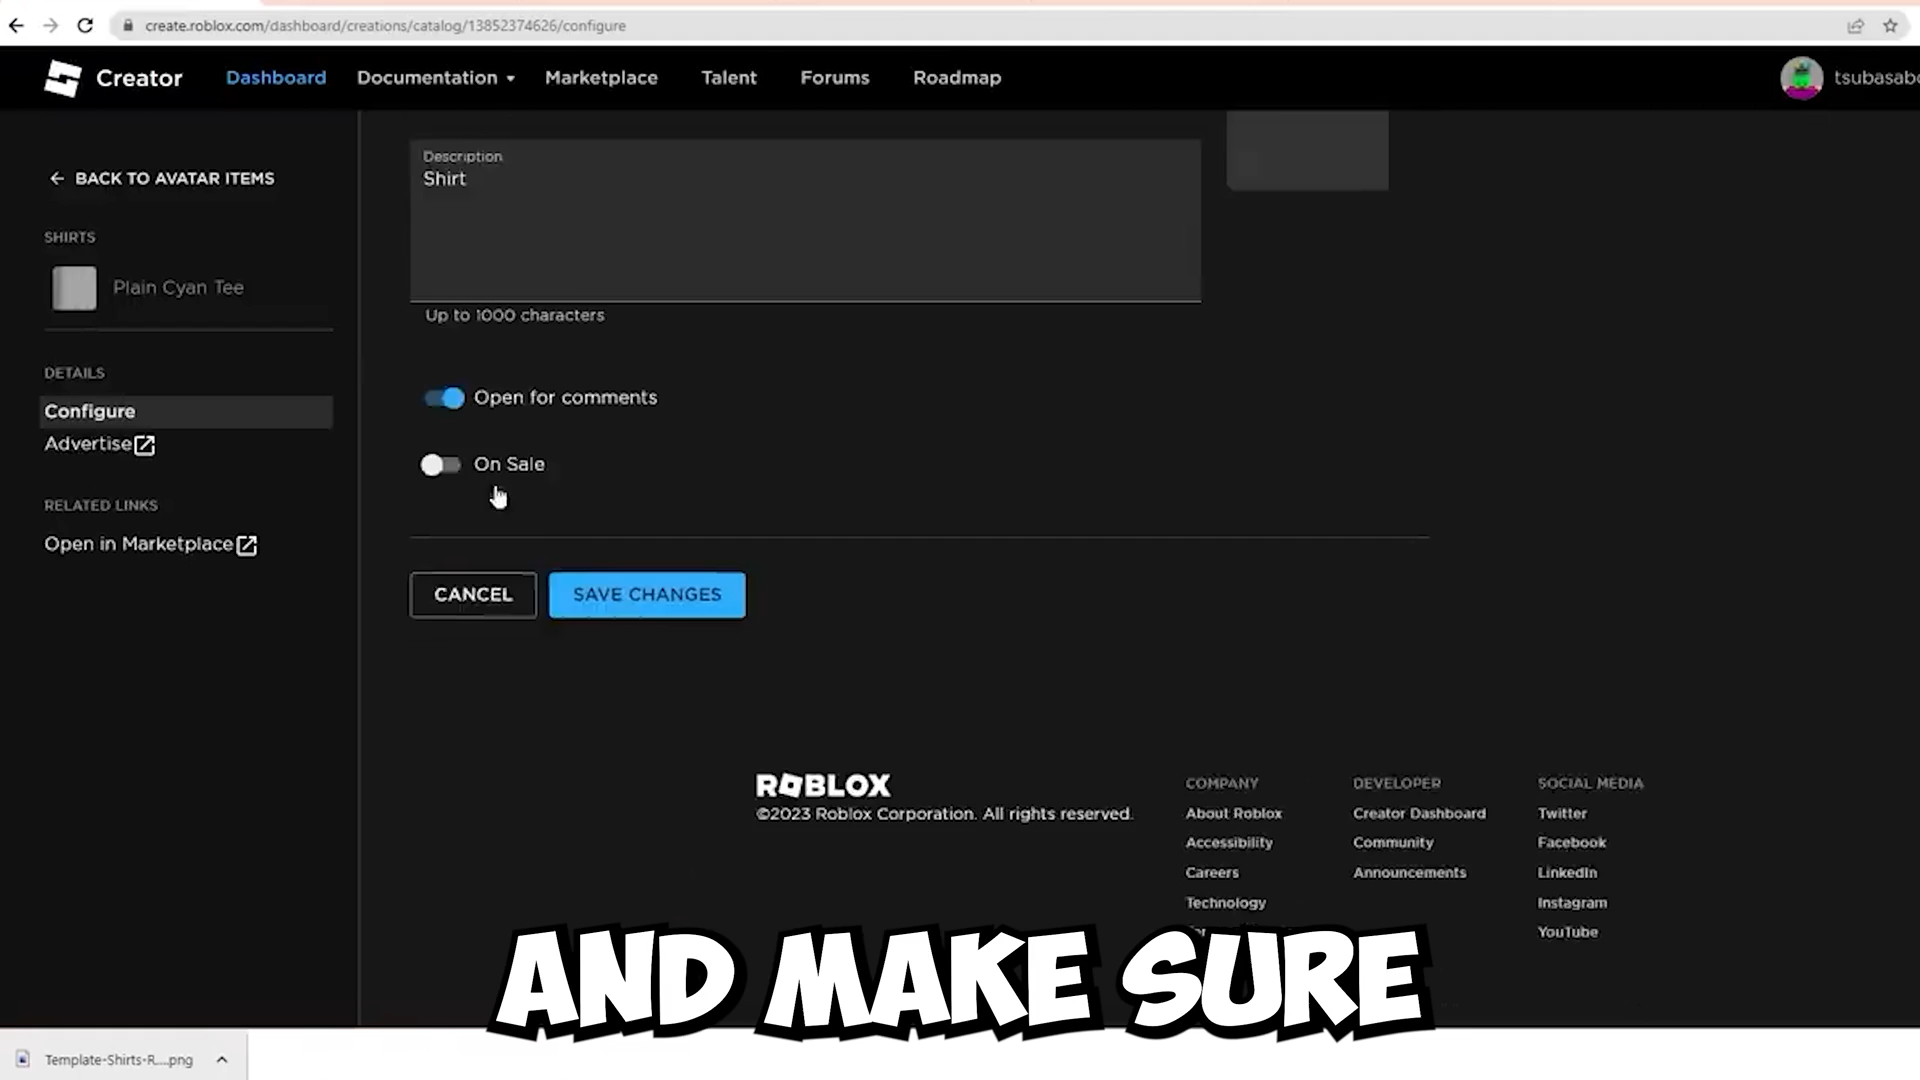 create.roblox.com/dashboard/creations/catalog/13852374626/configure
Creator Dashboard Documentation Marketplace Talent Forums Roadmap
BACK TO AVATAR ITEMS
SHIRTS
Plain Cyan Tee
DETAILS
Configure
Advertise
RELATED LINKS
Open in Marketplace
Description
Shirt
Up to 1000 characters
Open for comments
On Sale
CANCEL SAVE CHANGES
ROBLOX
©2023 Roblox Corporation. All rights reserved.
COMPANY
About Roblox
Accessibility
Careers
Technology
DEVELOPER
Creator Dashboard
Community
Announcements
SOCIAL MEDIA
Twitter
Facebook
LinkedIn
Instagram
YouTube
AND MAKE SURE
Template-Shirts-R....png